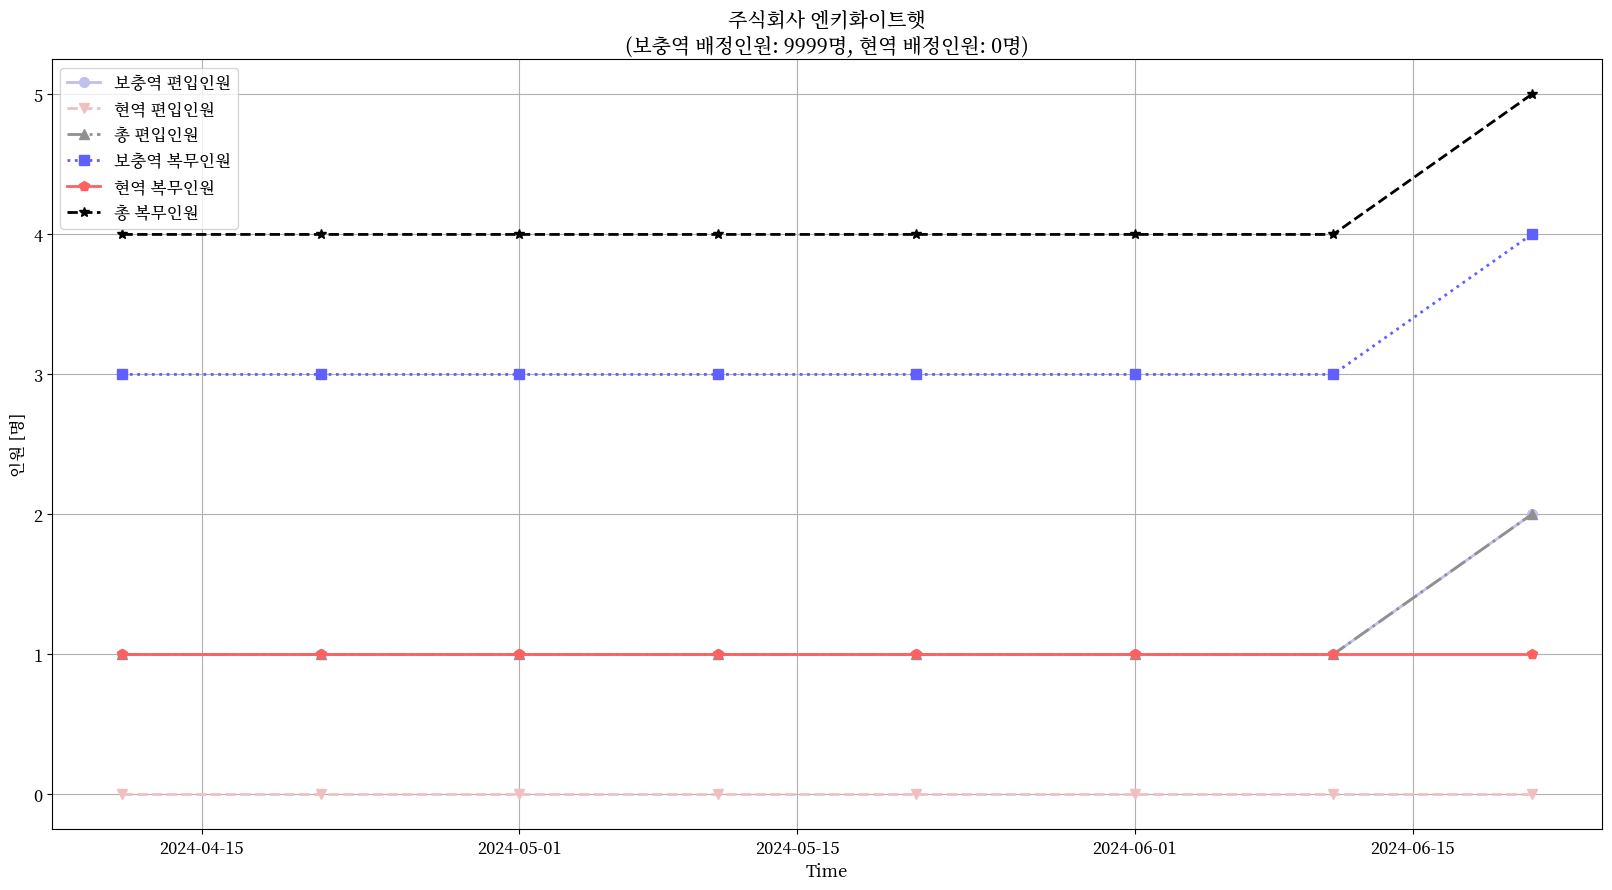 주식회사 엔키화이트햇
(보충역 배정인원: 9999명, 현역 배정인원: 0명)
보충역 편입인원
현역 편입인원
총 편입인원
보충역 복무인원
현역 복무인원
총 복무인원
5
4
3
2
1
0
인원 [명]
2024-04-15
2024-05-01
2024-05-15
2024-06-01
2024-06-15
Time